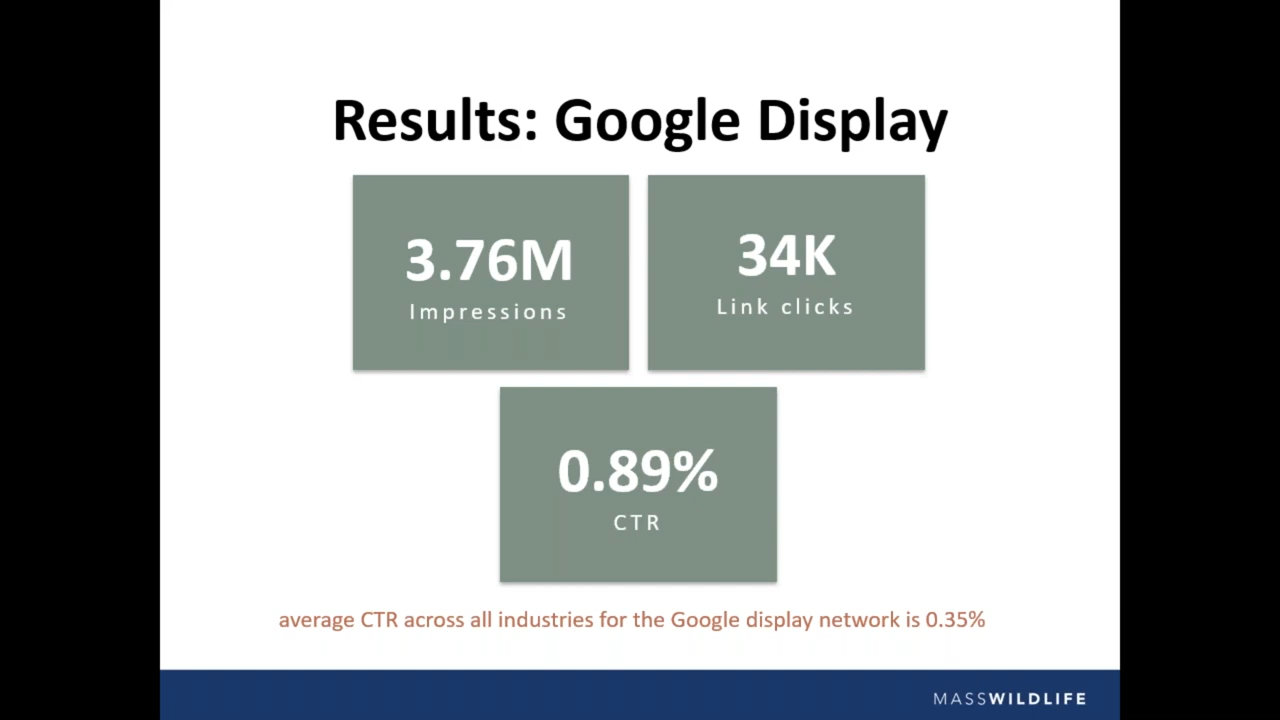 Results: Google Display
3.76M
Impressions
34K
Link clicks
0.89%
CTR
average CTR across all industries for the Google display network is 0.35%
MASSWILDLIFE